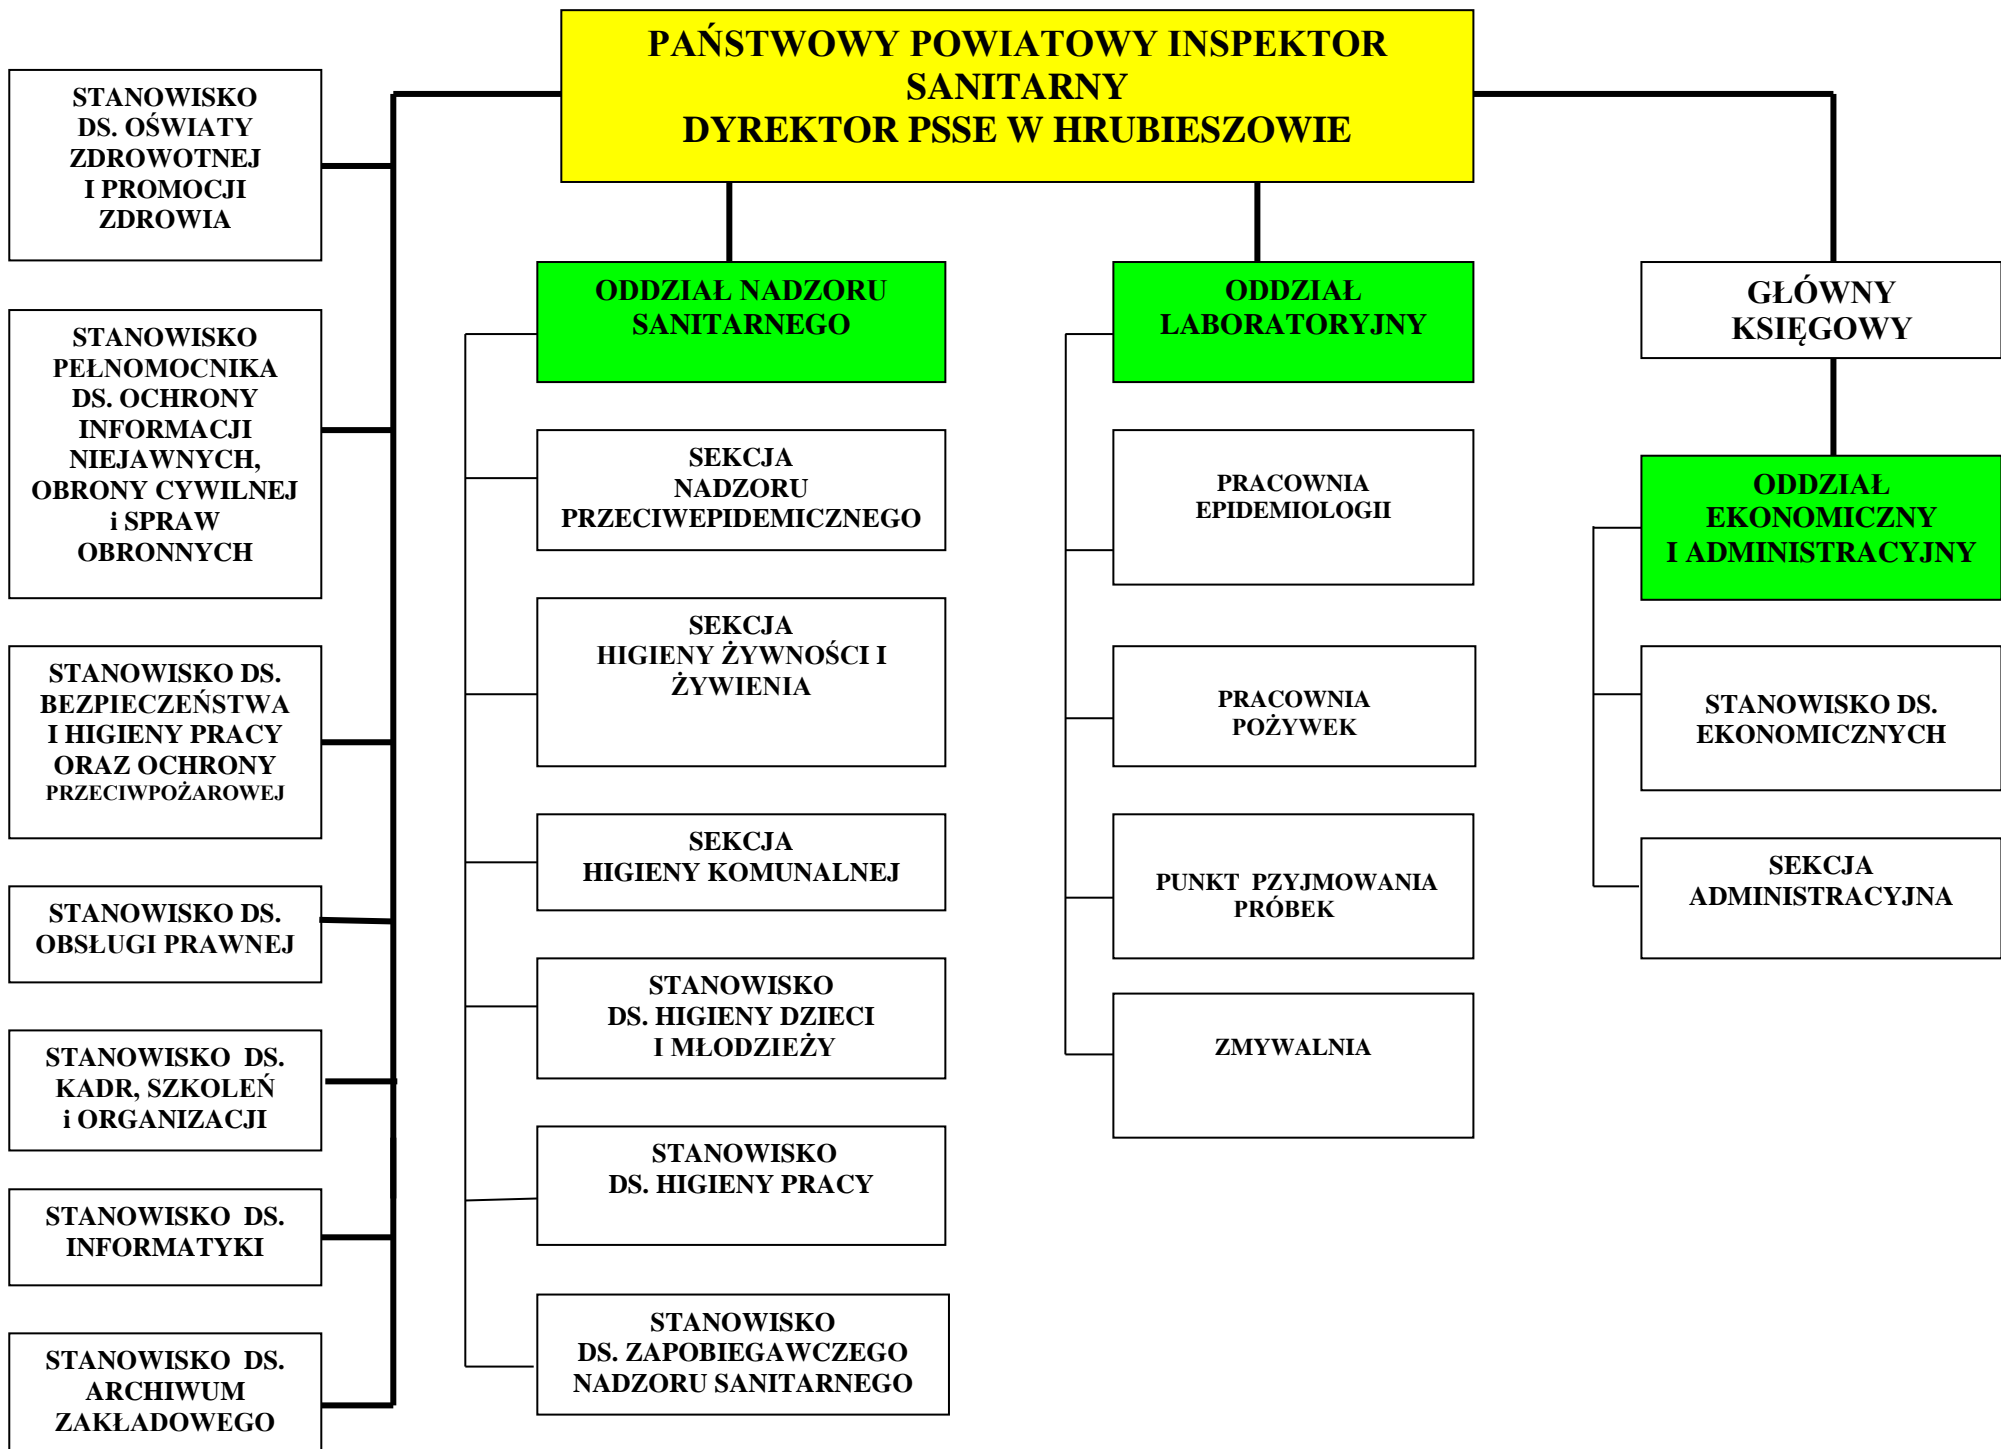 PAŃSTWOWY POWIATOWY INSPEKTOR
SANITARNY
DYREKTOR PSSE W HRUBIESZOWIE
STANOWISKO
DS. OŚWIATY
ZDROWOTNEJ
I PROMOCJI
ZDROWIA
STANOWISKO
PEŁNOMOCNIKA
DS. OCHRONY
INFORMACJI
NIEJAWNYCH,
OBRONY CYWILNEJ
i SPRAW
OBRONNYCH
STANOWISKO DS.
BEZPIECZEŃSTWA
I HIGIENY PRACY
ORAZ OCHRONY
PRZECIWPOŻAROWEJ
STANOWISKO DS.
OBSŁUGI PRAWNEJ
STANOWISKO DS.
KADR, SZKOLEŃ
i ORGANIZACJI
STANOWISKO DS.
INFORMATYKI
STANOWISKO DS.
ARCHIWUM
ZAKŁADOWEGO
ODDZIAŁ NADZORU
SANITARNEGO
SEKCJA
NADZORU
PRZECIWEPIDEMICZNEGO
SEKCJA
HIGIENY ŻYWNOŚCI I
ŻYWIENIA
SEKCJA
HIGIENY KOMUNALNEJ
STANOWISKO
DS. HIGIENY DZIECI
I MŁODZIEŻY
STANOWISKO
DS. HIGIENY PRACY
STANOWISKO
DS. ZAPOBIEGAWCZEGO
NADZORU SANITARNEGO
ODDZIAŁ
LABORATORYJNY
PRACOWNIA
EPIDEMIOLOGII
PRACOWNIA
POŻYWEK
PUNKT PZYJMOWANIA
PRÓBEK
ZMYWALNIA
GŁÓWNY
KSIĘGOWY
ODDZIAŁ
EKONOMICZNY
I ADMINISTRACYJNY
STANOWISKO DS.
EKONOMICZNYCH
SEKCJA
ADMINISTRACYJNA